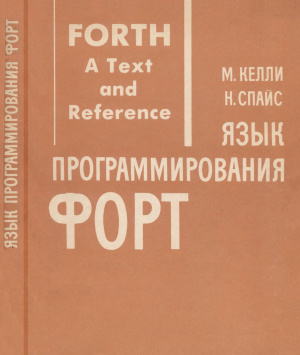 ЯЗЫК ПРОГРАММИРОВАНИЯ ФОРТ
FORTH
A Text
and
Reference
М. КЕЛЛИ
Н. СПАЙС
ЯЗЫК
ПРОГРАММИРОВАНИЯ
ФОРТ